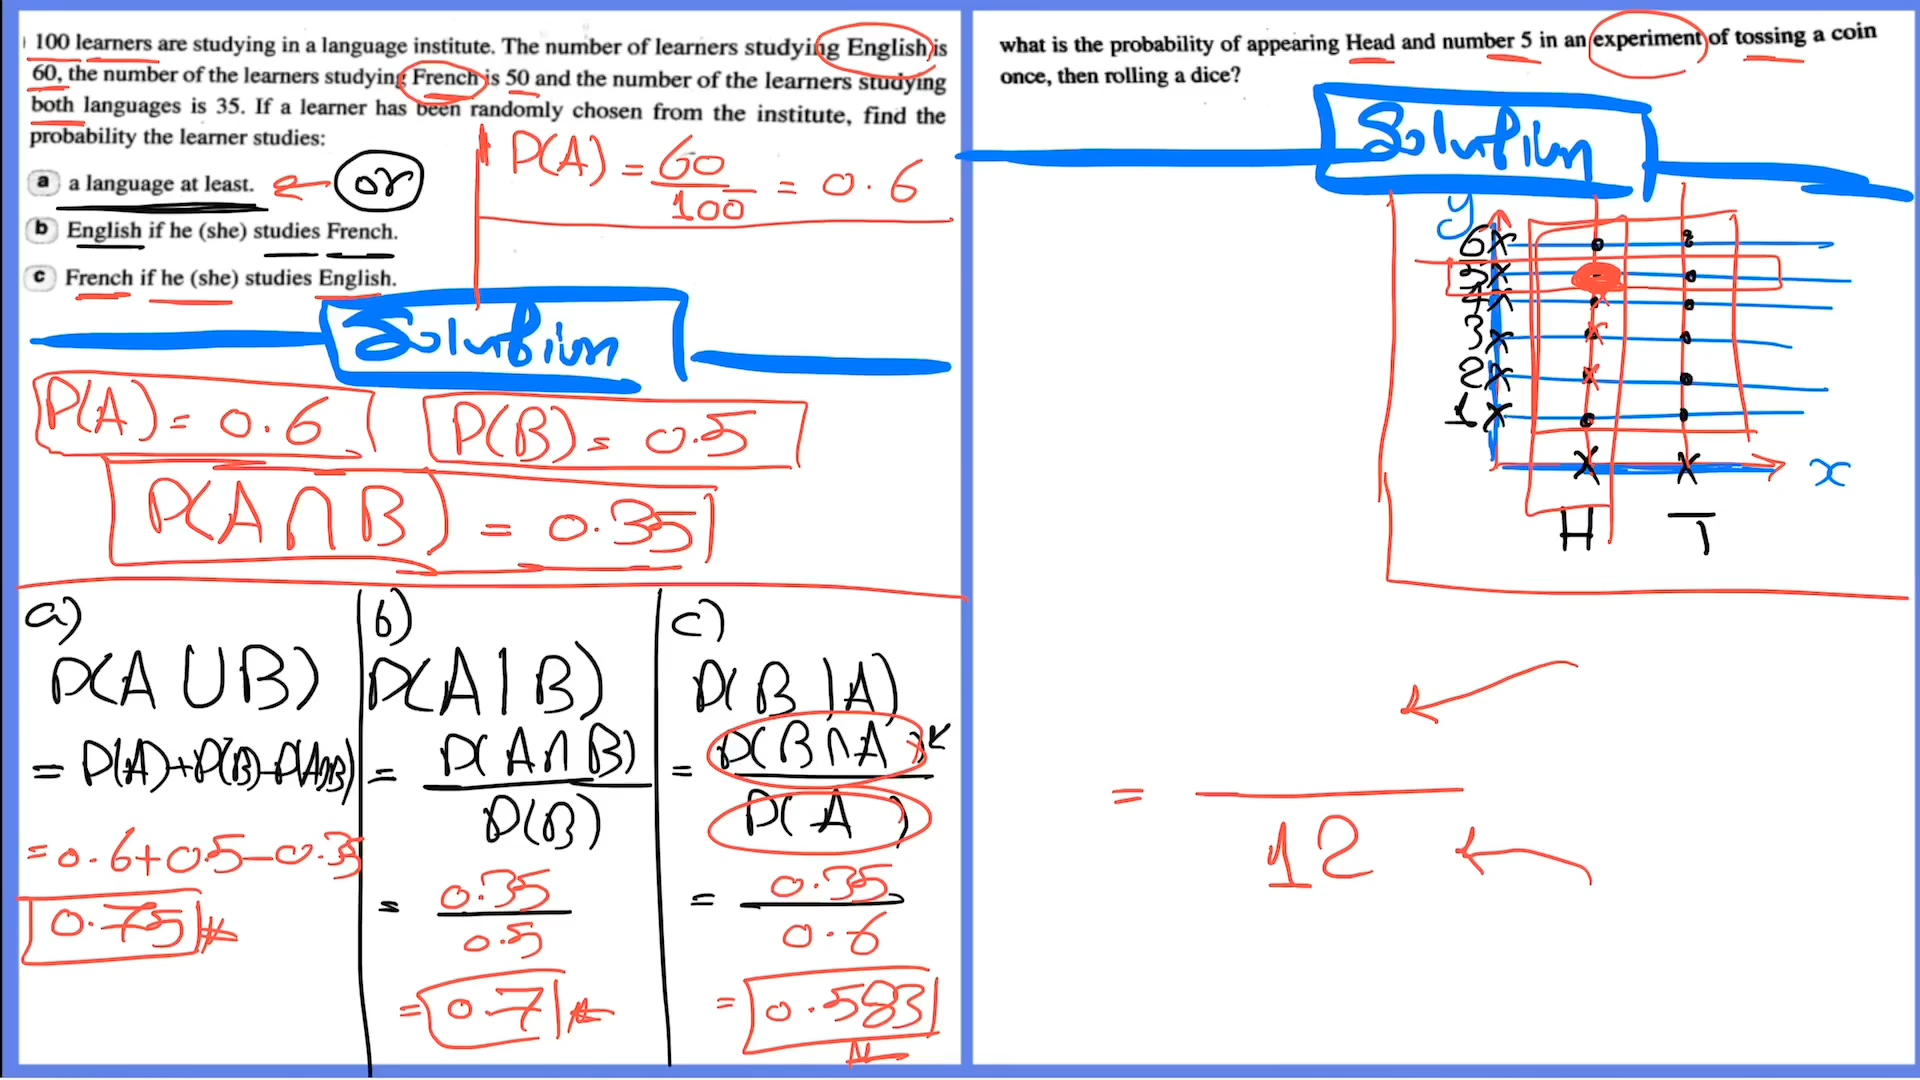 100 learners are studying in a language institute. The number of learners studying English is
60, the number of the learners studying French is 50 and the number of the learners studying
both languages is 35. If a learner has been randomly chosen from the institute, find the
probability the learner studies:
a a language at least.
or
b English if he (she) studies French.
c French if he (she) studies English.
P(A) = 60/100 = 0.6
Solution
P(A) = 0.6
P(B) = 0.5
P(A∩B) = 0.35
a)
P(A∪B)
= P(A)+P(B)-P(A∩B)
= 0.6+0.5-0.35
0.75
b)
P(A|B)
= P(A∩B)
P(B)
= 0.35
0.5
= 0.7
c)
P(B|A)
= P(B∩A)
P(A)
= 0.35
0.6
= 0.583
what is the probability of appearing Head and number 5 in an experiment of tossing a coin
once, then rolling a dice?
Solution
y
6
5
4
3
2
1
x
H T
=
12